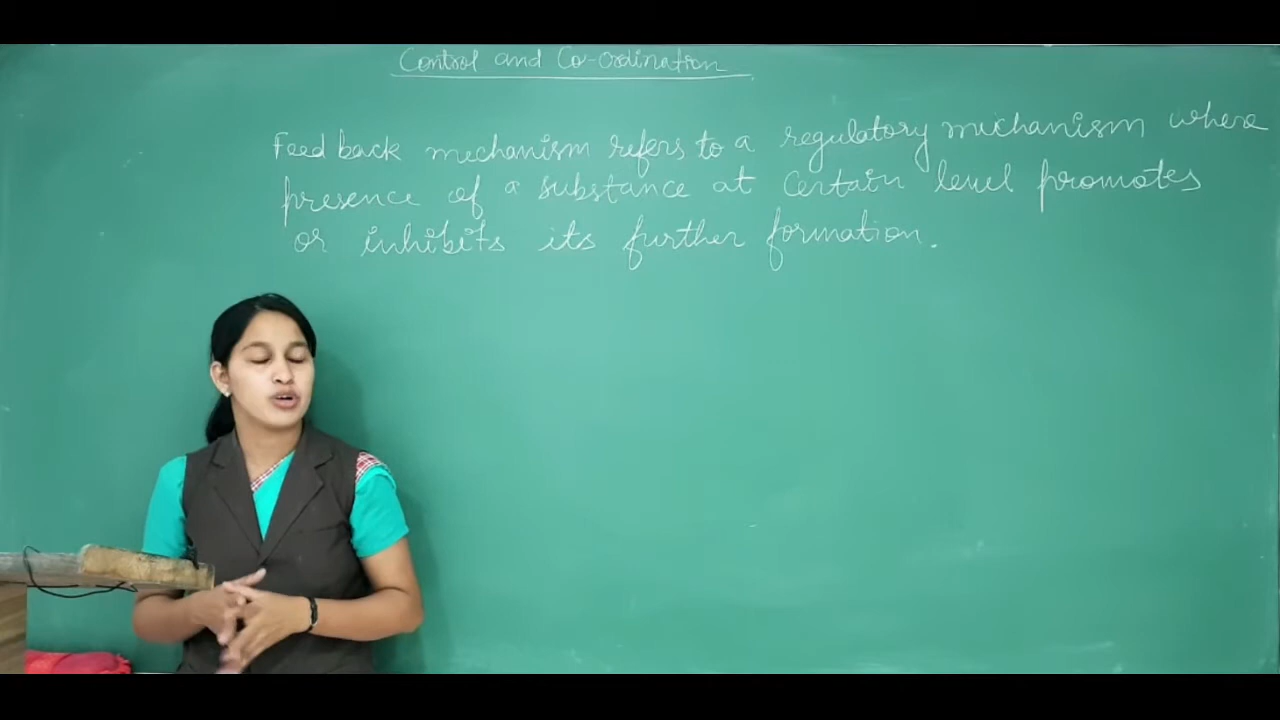 Control and Co-ordination
Feed back mechanism refers to a regulatory michanism where
presence of a substance at certain level promotes
or inhibits its further formation.